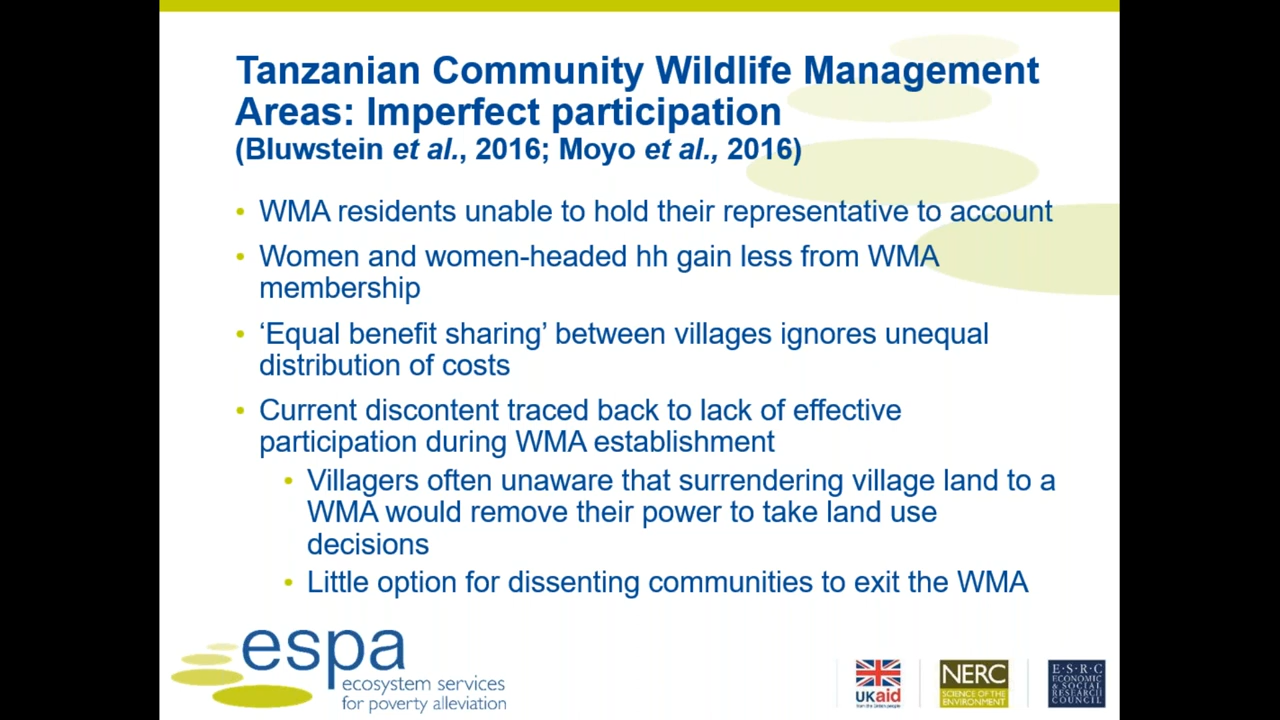 Tanzanian Community Wildlife Management
Areas: Imperfect participation
(Bluwstein et al., 2016; Moyo et al., 2016)
• WMA residents unable to hold their representative to account
• Women and women-headed hh gain less from WMA
membership
• ‘Equal benefit sharing’ between villages ignores unequal
distribution of costs
• Current discontent traced back to lack of effective
participation during WMA establishment
• Villagers often unaware that surrendering village land to a
WMA would remove their power to take land use
decisions
• Little option for dissenting communities to exit the WMA
espa
ecosystem services
for poverty alleviation
UKaid
from the British people
NERC
SCIENCE OF THE
ENVIRONMENT
E·S·R·C
ECONOMIC
& SOCIAL
RESEARCH
COUNCIL